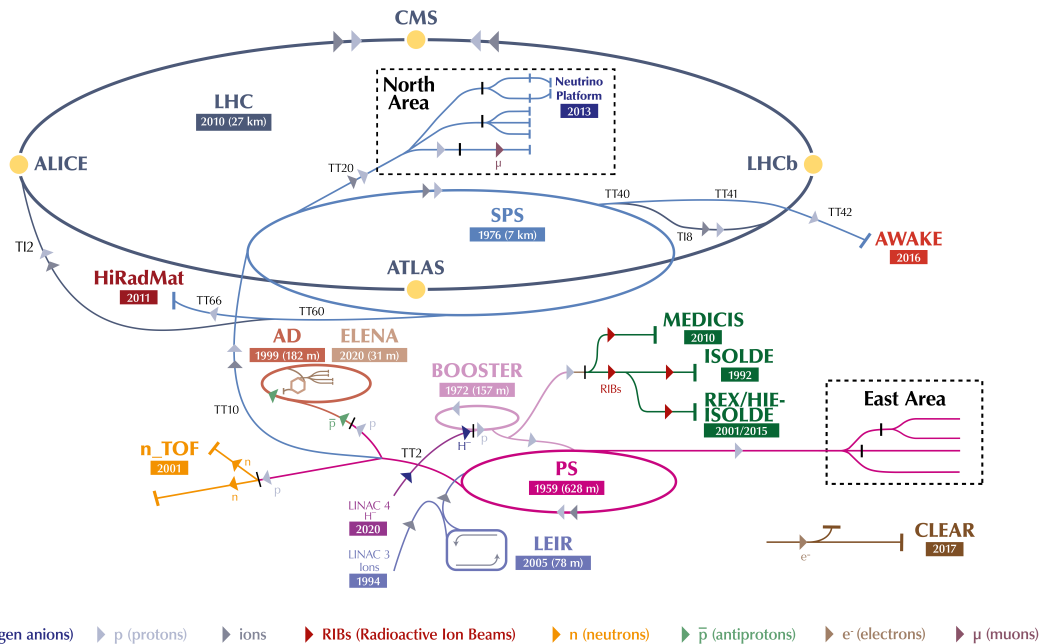 CMS
North
Area
Neutrino
Platform
2013
LHC
2010 (27 km)
ALICE
LHCb
μ
TT20
TT40
TT41
TT42
TI8
SPS
1976 (7 km)
AWAKE
2016
TI2
ATLAS
HiRadMat
2011
TT66
TT60
MEDICIS
2010
AD
1999 (182 m)
ELENA
2020 (31 m)
BOOSTER
1972 (157 m)
ISOLDE
1992
RIBs
REX/HIE-
ISOLDE
2001/2015
East Area
TT10
p̅
p
TT2
H⁻
p
n_TOF
2001
n
n
p
PS
1959 (628 m)
LINAC 4
H⁻
2020
LEIR
2005 (78 m)
LINAC 3
Ions
1994
CLEAR
2017
e⁻
gen anions)
p (protons)
ions
RIBs (Radioactive Ion Beams)
n (neutrons)
p̅ (antiprotons)
e⁻ (electrons)
μ (muons)